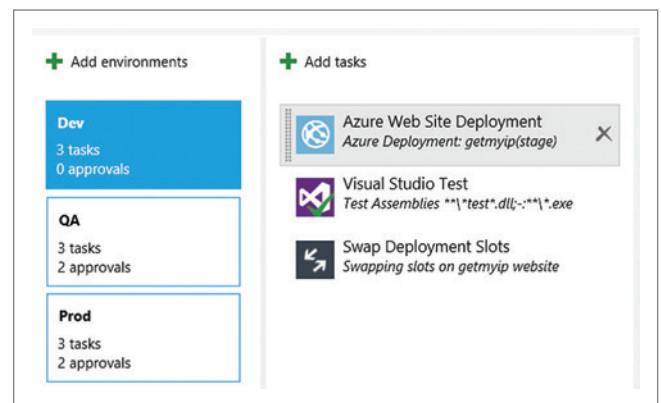 Add environments
Dev
3 tasks
0 approvals
QA
3 tasks
2 approvals
Prod
3 tasks
2 approvals
Add tasks
Azure Web Site Deployment
Azure Deployment: getmyip(stage)
Visual Studio Test
Test Assemblies **\*test*.dll;-:**\*.exe
Swap Deployment Slots
Swapping slots on getmyip website